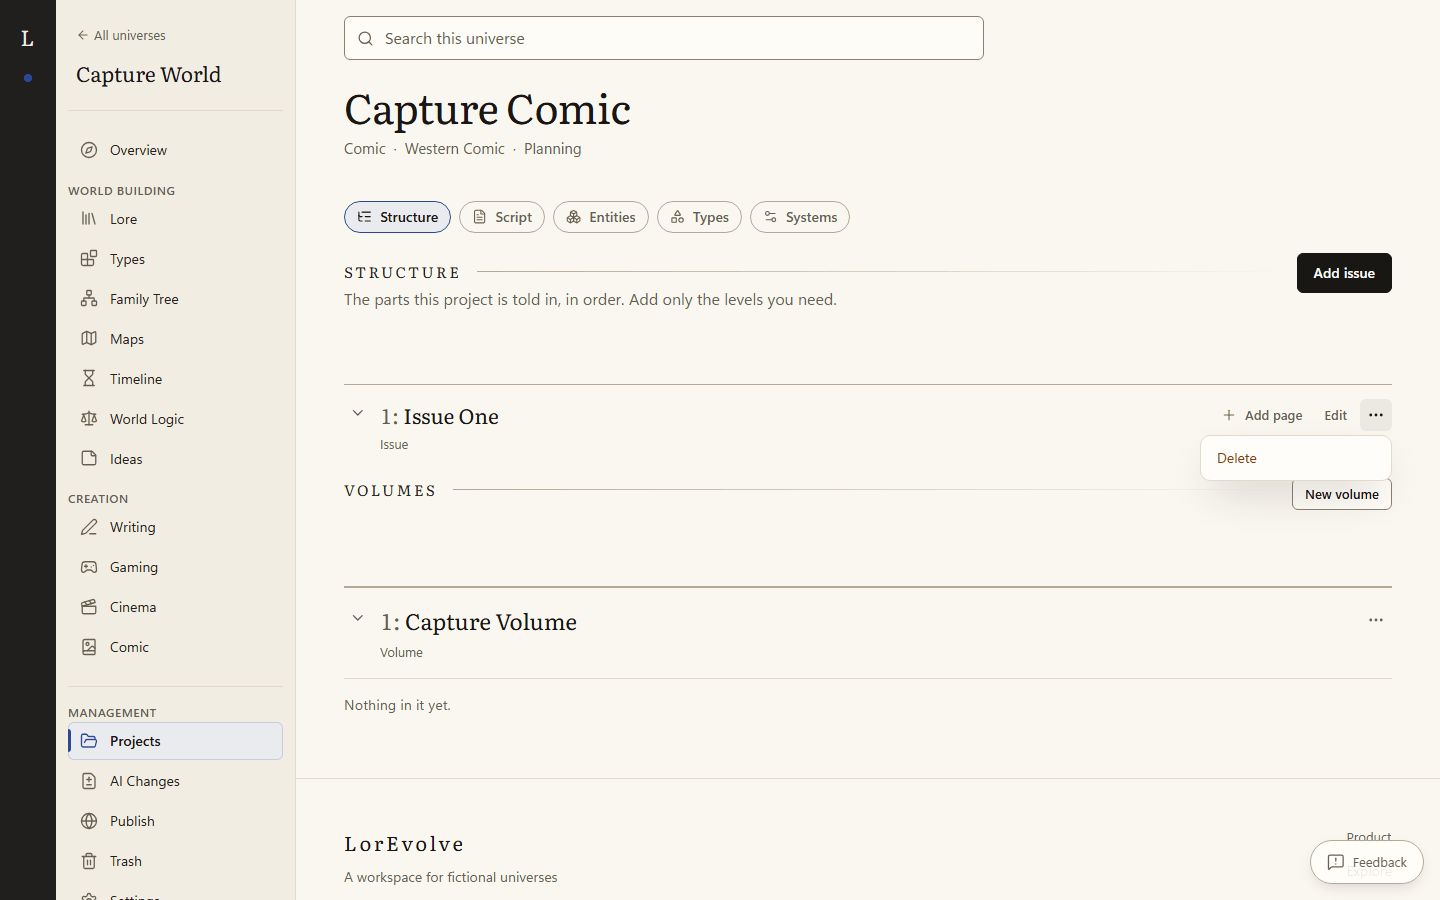 L
All universes
Capture World
Overview
WORLD BUILDING
Lore
Types
Family Tree
Maps
Timeline
World Logic
Ideas
CREATION
Writing
Gaming
Cinema
Comic
MANAGEMENT
Projects
AI Changes
Publish
Trash
Settings
Search this universe
Capture Comic
Comic · Western Comic · Planning
Structure
Script
Entities
Types
Systems
STRUCTURE
Add issue
The parts this project is told in, in order. Add only the levels you need.
1: Issue One
Add page
Edit
Issue
Delete
VOLUMES
New volume
1: Capture Volume
Volume
Nothing in it yet.
LorEvolve
A workspace for fictional universes
Product
Feedback
Explore